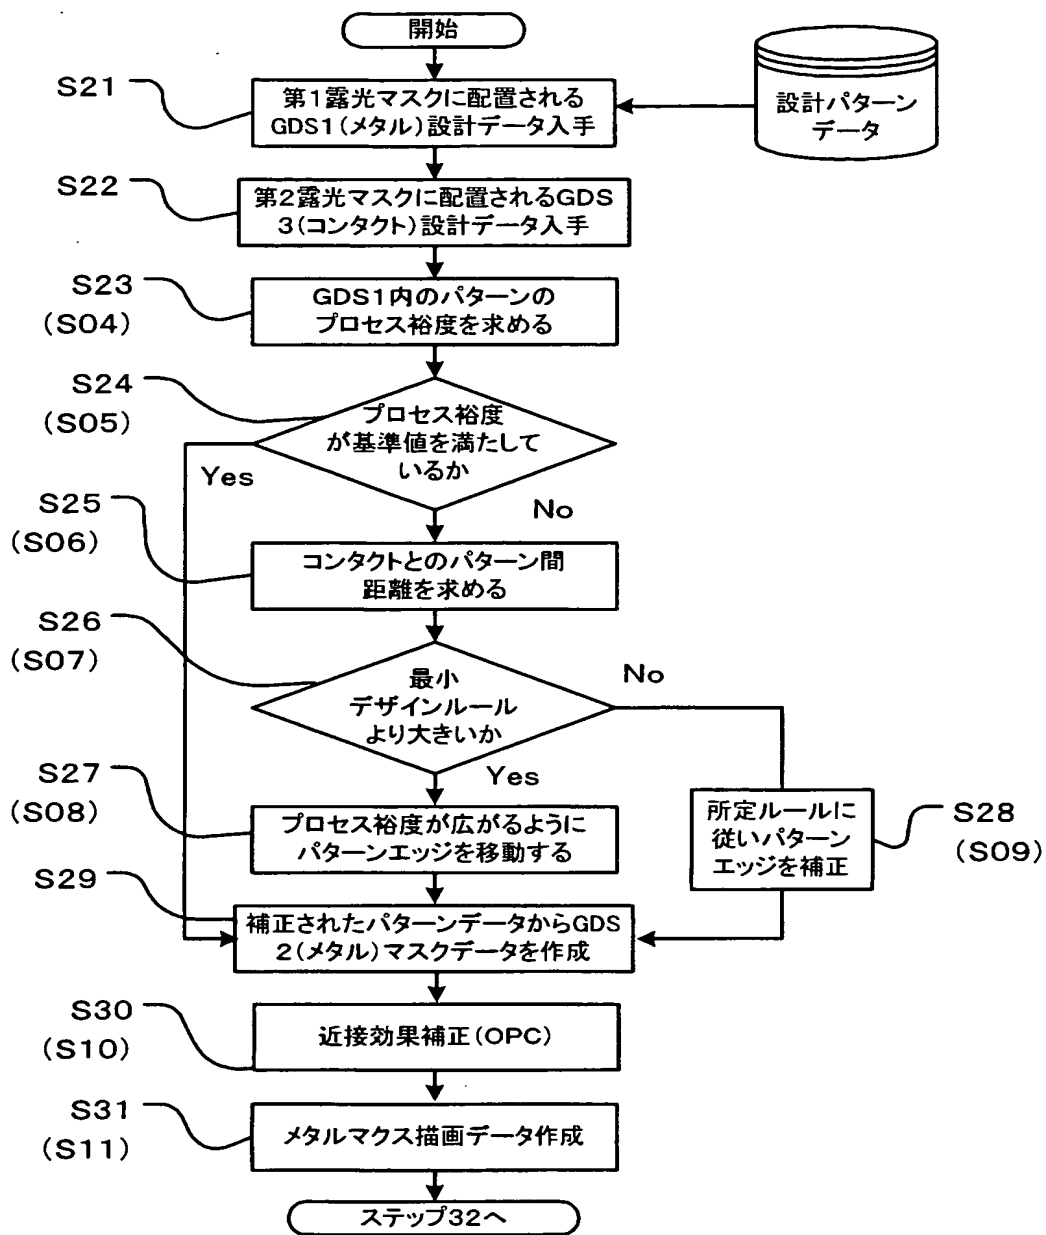 開始
設計パターン
データ
S21
第1露光マスクに配置される
GDS1(メタル)設計データ入手
S22
第2露光マスクに配置されるGDS
3(コンタクト)設計データ入手
S23
(S04)
GDS1内のパターンの
プロセス裕度を求める
S24
(S05)
プロセス裕度
が基準値を満たして
いるか
Yes
No
S25
(S06)
コンタクトとのパターン間
距離を求める
S26
(S07)
最小
デザインルール
より大きいか
No
Yes
S27
(S08)
プロセス裕度が広がるように
パターンエッジを移動する
所定ルールに
従いパターン
エッジを補正
S28
(S09)
S29
補正されたパターンデータからGDS
2(メタル)マスクデータを作成
S30
(S10)
近接効果補正(OPC)
S31
(S11)
メタルマクス描画データ作成
ステップ32へ